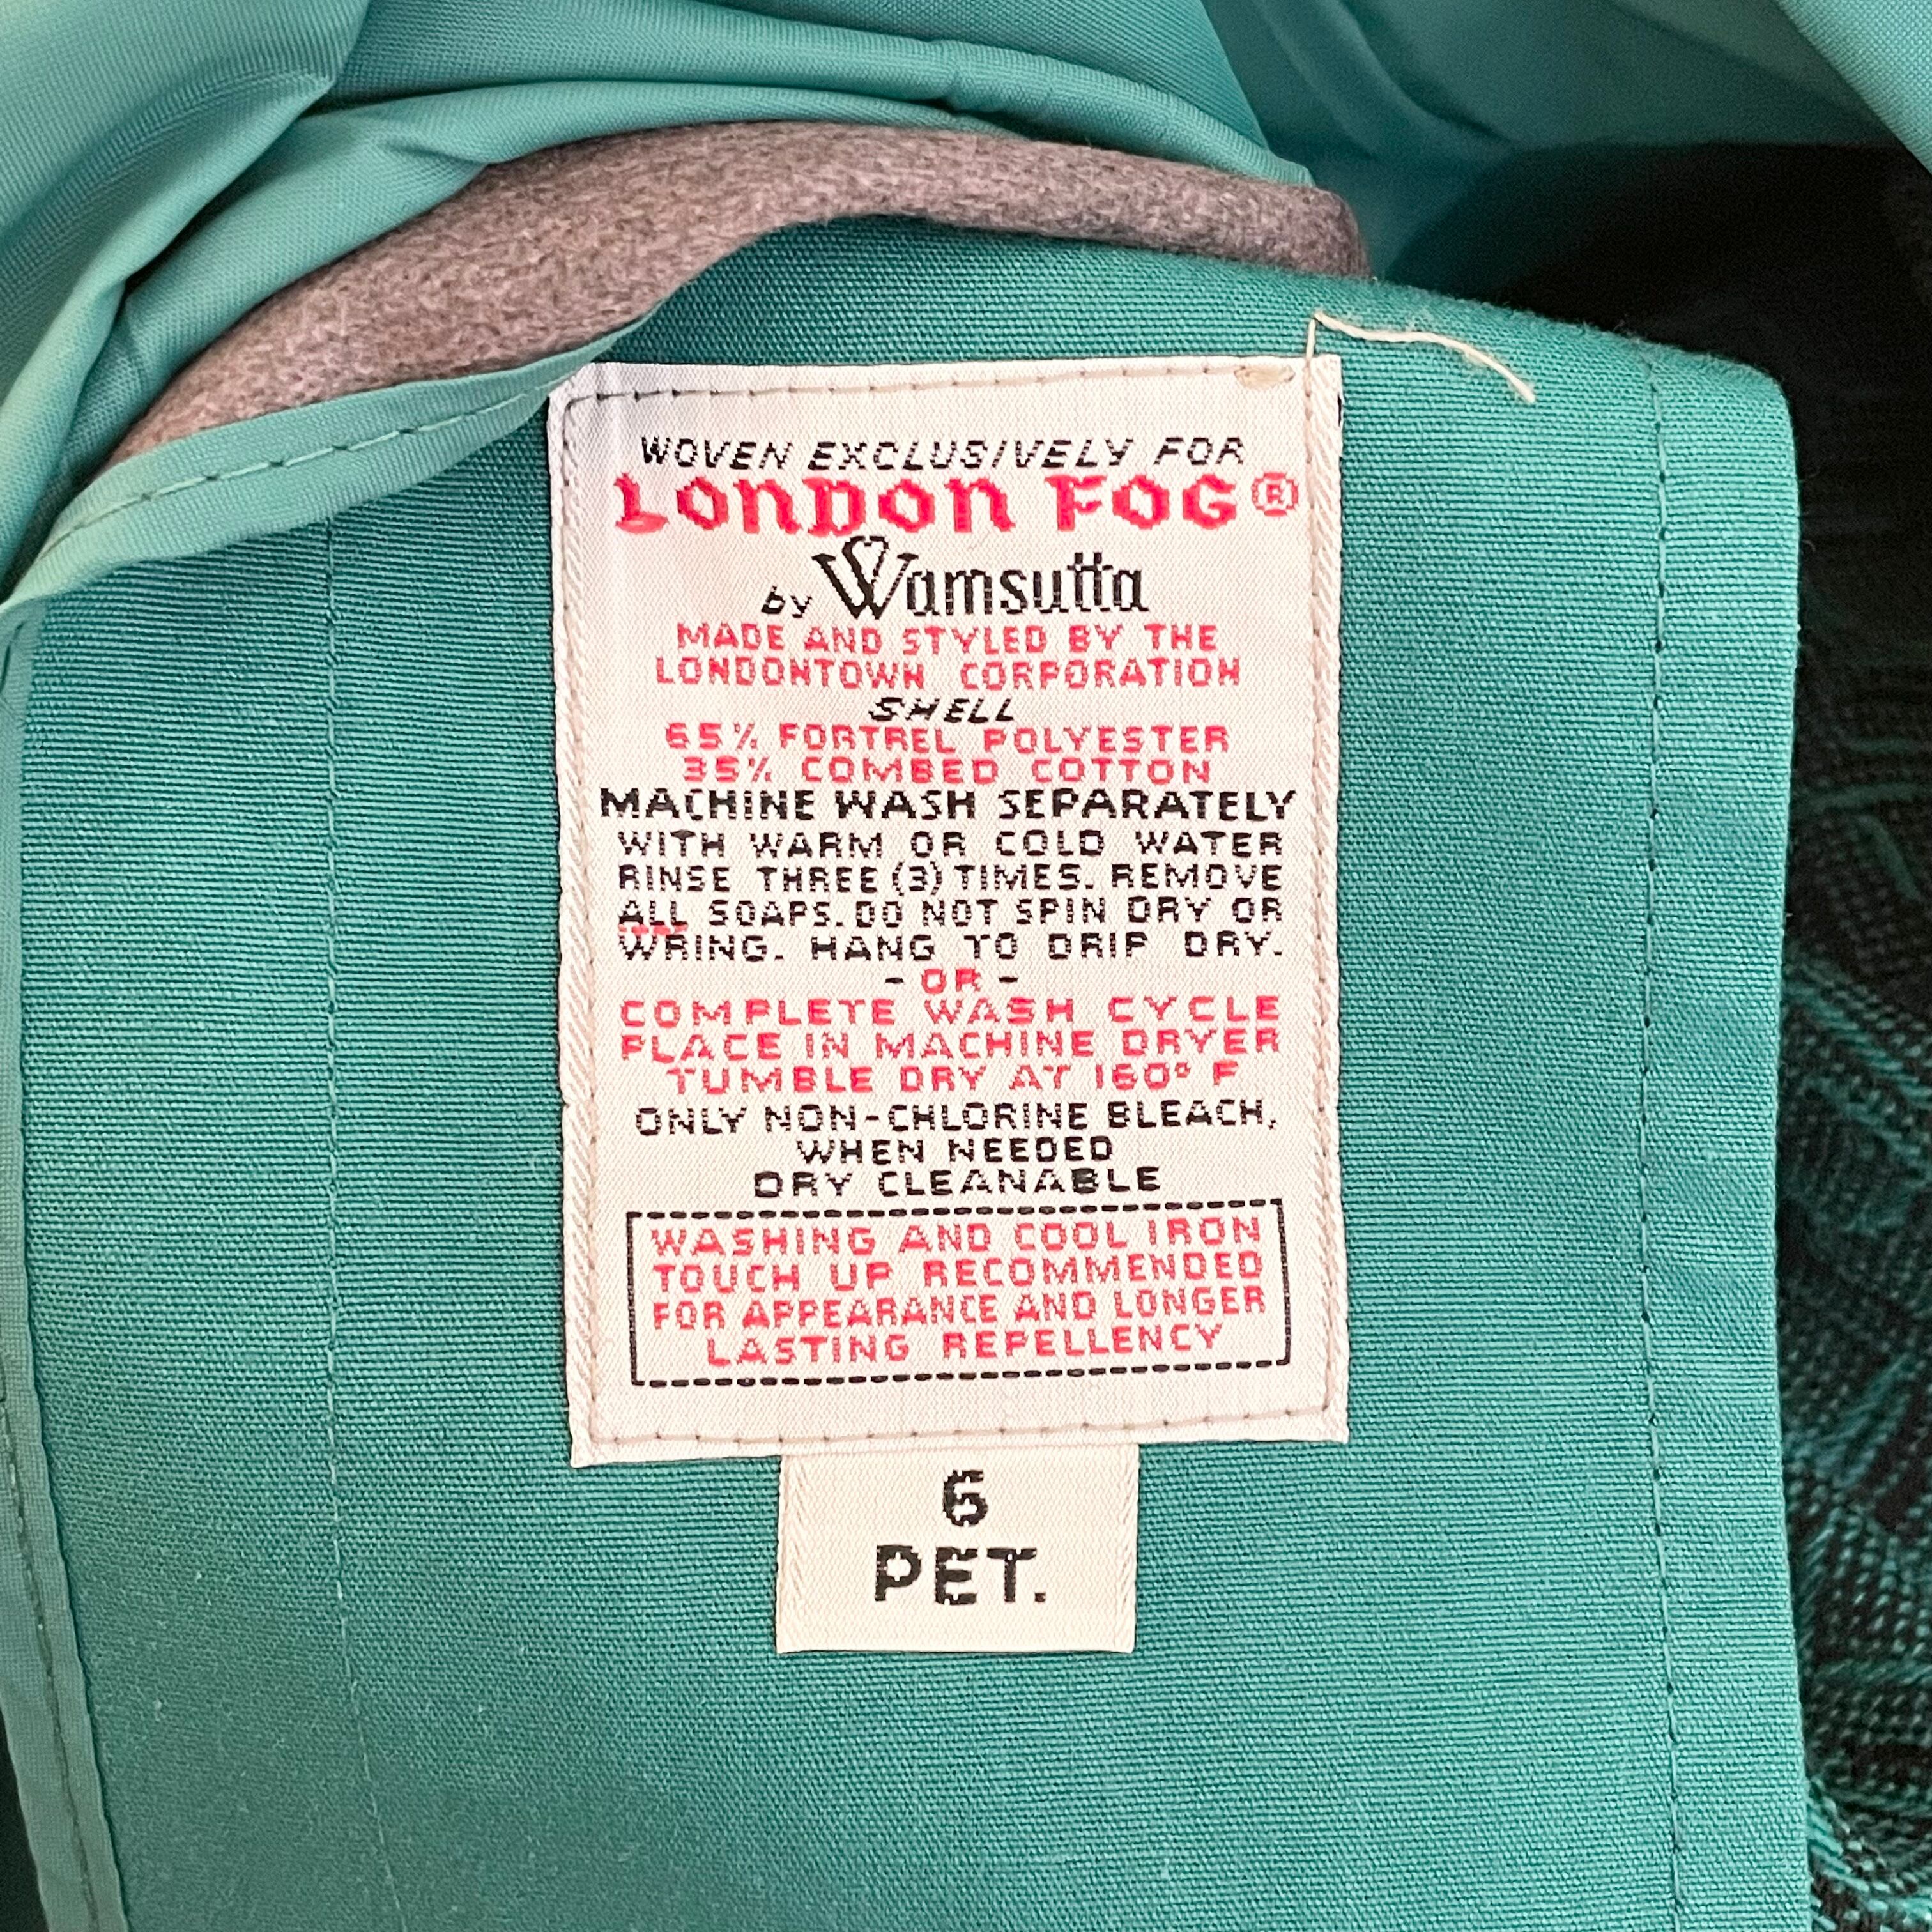 WOVEN EXCLUSIVELY FOR
LONDON FOG®
by Wamsutta
MADE AND STYLED BY THE
LONDONTOWN CORPORATION
SHELL
65% FORTREL POLYESTER
35% COMBED COTTON
MACHINE WASH SEPARATELY
WITH WARM OR COLD WATER
RINSE THREE (3) TIMES. REMOVE
ALL SOAPS. DO NOT SPIN DRY OR
WRING. HANG TO DRIP DRY.
- OR -
COMPLETE WASH CYCLE
PLACE IN MACHINE DRYER
TUMBLE DRY AT 160° F
ONLY NON-CHLORINE BLEACH,
WHEN NEEDED
DRY CLEANABLE
WASHING AND COOL IRON
TOUCH UP RECOMMENDED
FOR APPEARANCE AND LONGER
LASTING REPELLENCY
6
PET.